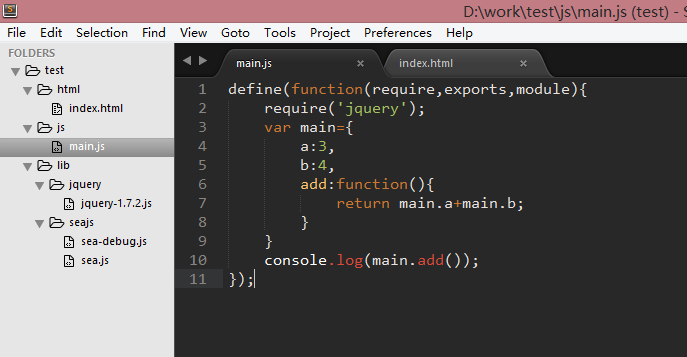 D:\work\test\js\main.js (test) - S
File Edit Selection Find View Goto Tools Project Preferences Help
FOLDERS
test
html
index.html
js
main.js
lib
jquery
jquery-1.7.2.js
seajs
sea-debug.js
sea.js
main.js × index.html ×
1 define(function(require,exports,module){
2 require('jquery');
3 var main={
4 a:3,
5 b:4,
6 add:function(){
7 return main.a+main.b;
8 }
9 }
10 console.log(main.add());
11 });